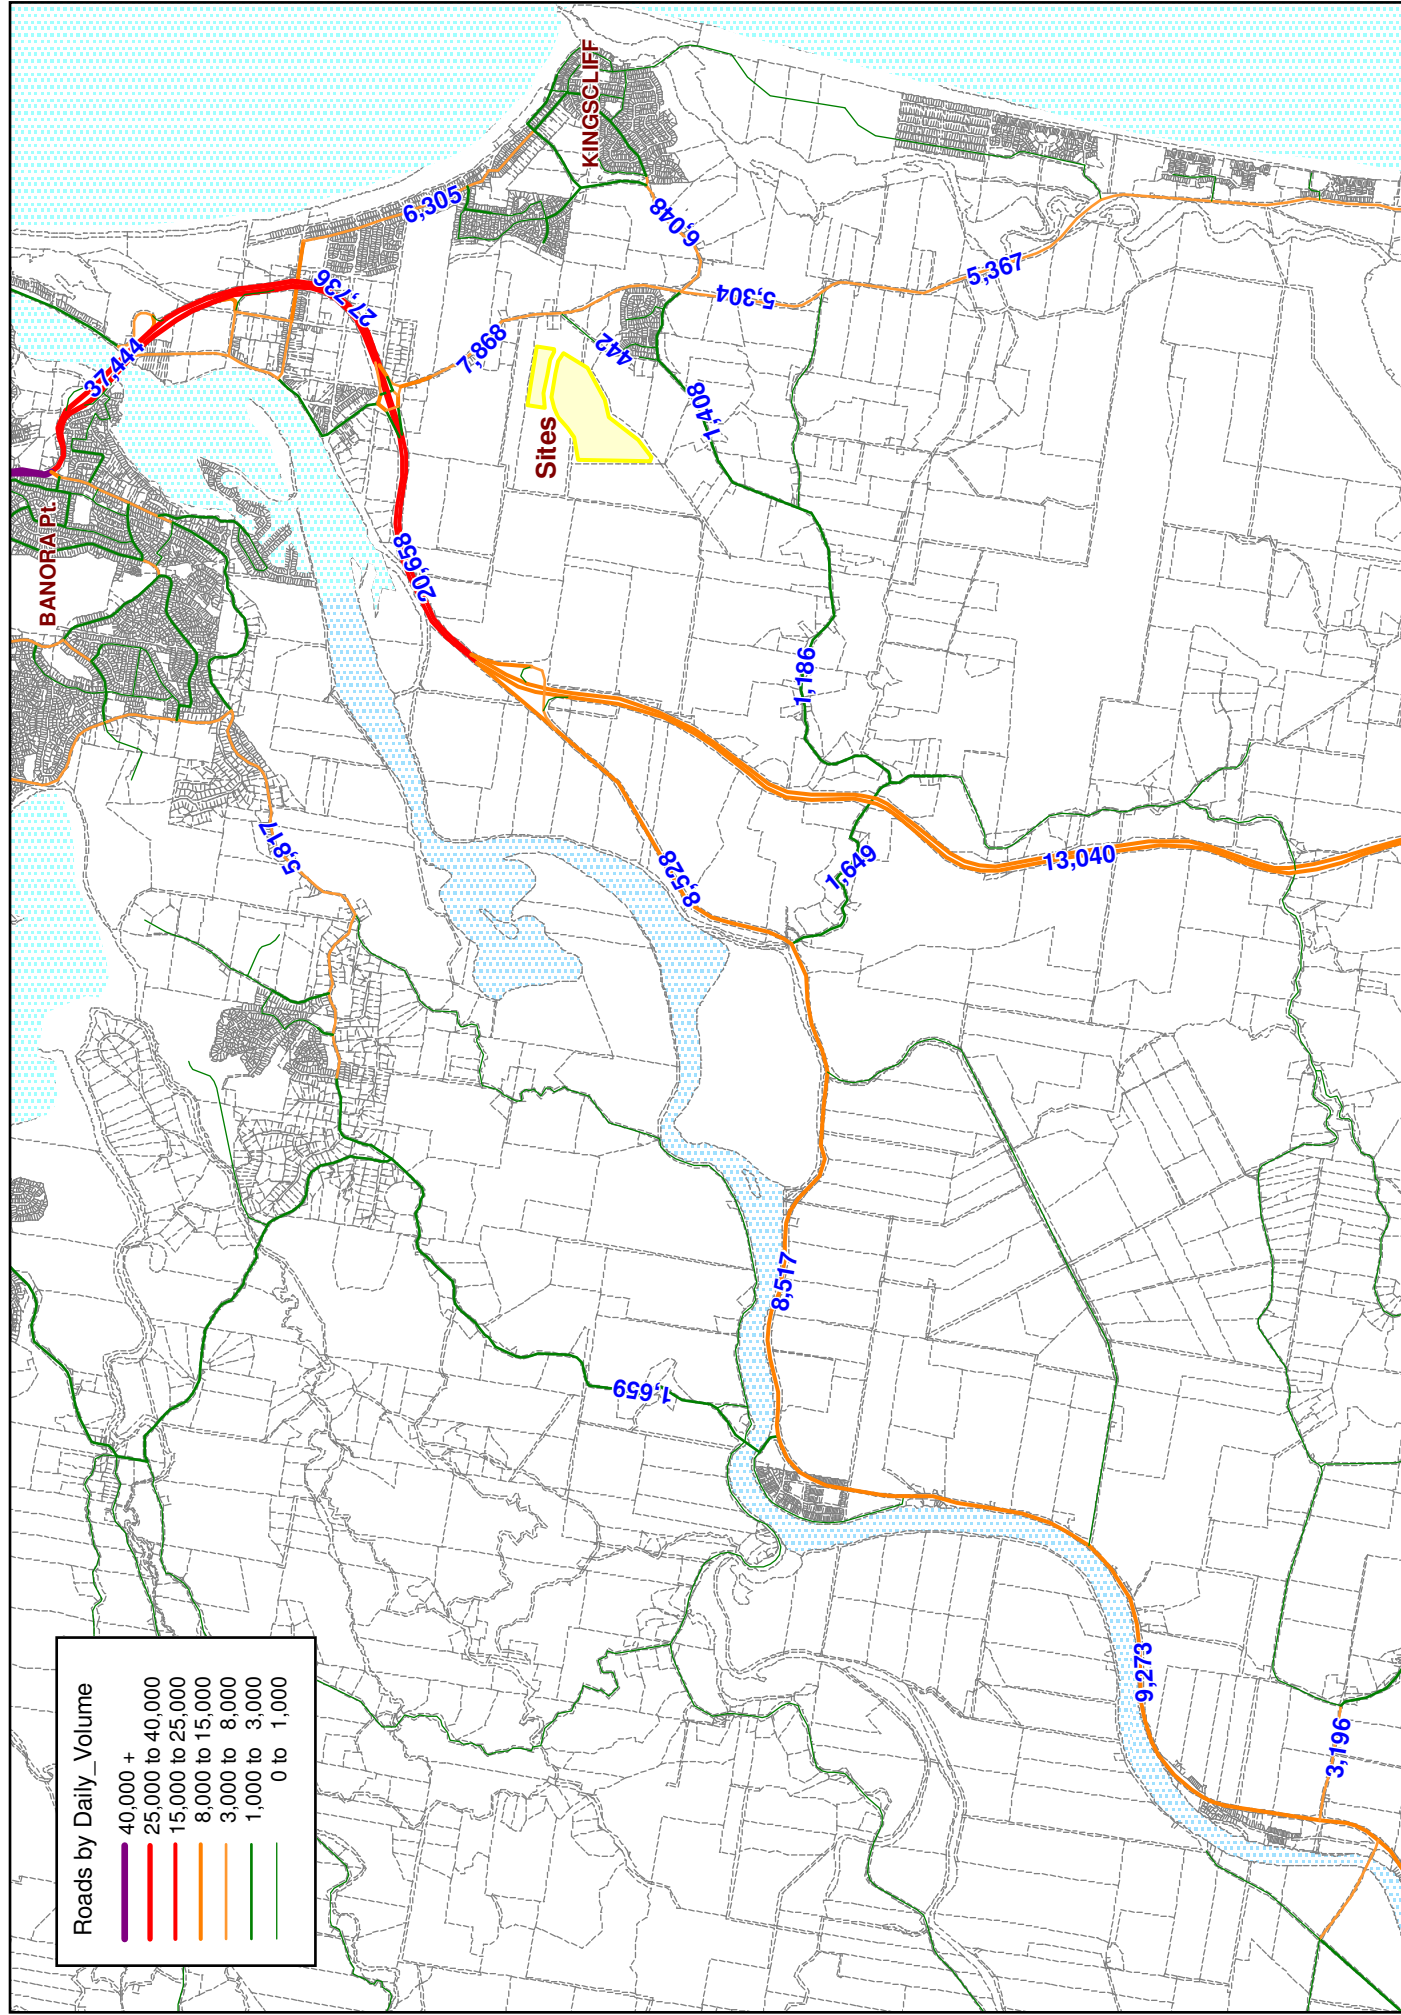 BANORA Pt.
37,444
27,736
6,305
KINGSCLIFF
6,048
7,868
442
5,304
5,367
Sites
1,408
20,658
1,186
5,817
8,528
1,649
13,040
8,517
1,659
9,273
3,196
Roads by Daily_Volume
40,000 +
25,000 to 40,000
15,000 to 25,000
8,000 to 15,000
3,000 to 8,000
1,000 to 3,000
0 to 1,000